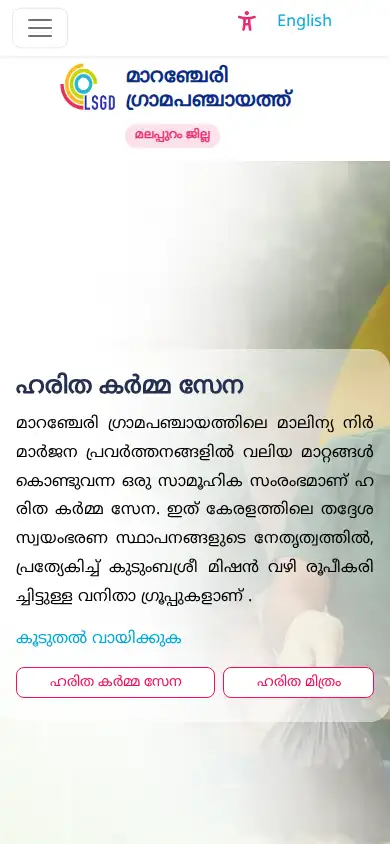 English
LSGD
മാറഞ്ചേരി
ഗ്രാമപഞ്ചായത്ത്
മലപ്പുറം ജില്ല
ഹരിത കർമ്മ സേന
മാറഞ്ചേരി ഗ്രാമപഞ്ചായത്തിലെ മാലിന്യ നിർ
മാർജന പ്രവർത്തനങ്ങളിൽ വലിയ മാറ്റങ്ങൾ
കൊണ്ടുവന്ന ഒരു സാമൂഹിക സംരംഭമാണ് ഹ
രിത കർമ്മ സേന. ഇത് കേരളത്തിലെ തദ്ദേശ
സ്വയംഭരണ സ്ഥാപനങ്ങളുടെ നേതൃത്വത്തിൽ,
പ്രത്യേകിച്ച് കുടുംബശ്രീ മിഷൻ വഴി രൂപീകരി
ച്ചിട്ടുള്ള വനിതാ ഗ്രൂപ്പുകളാണ് .
കൂടുതൽ വായിക്കുക
ഹരിത കർമ്മ സേന
ഹരിത മിത്രം